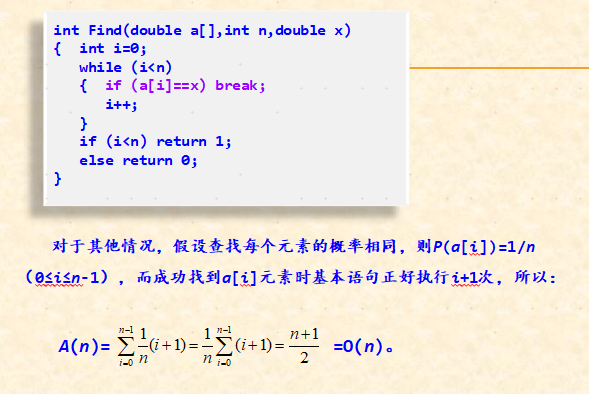 int Find(double a[],int n,double x)
{ int i=0;
while (i<n)
{ if (a[i]==x) break;
i++;
}
if (i<n) return 1;
else return 0;
}
对于其他情况，假设查找每个元素的概率相同，则P(a[i])=1/n
（0≤i≤n-1），而成功找到a[i]元素时基本语句正好执行i+1次，所以：
A(n)= \sum_{i=0}^{n-1} \frac{1}{n}(i+1) = \frac{1}{n} \sum_{i=0}^{n-1} (i+1) = \frac{n+1}{2} =O(n)。